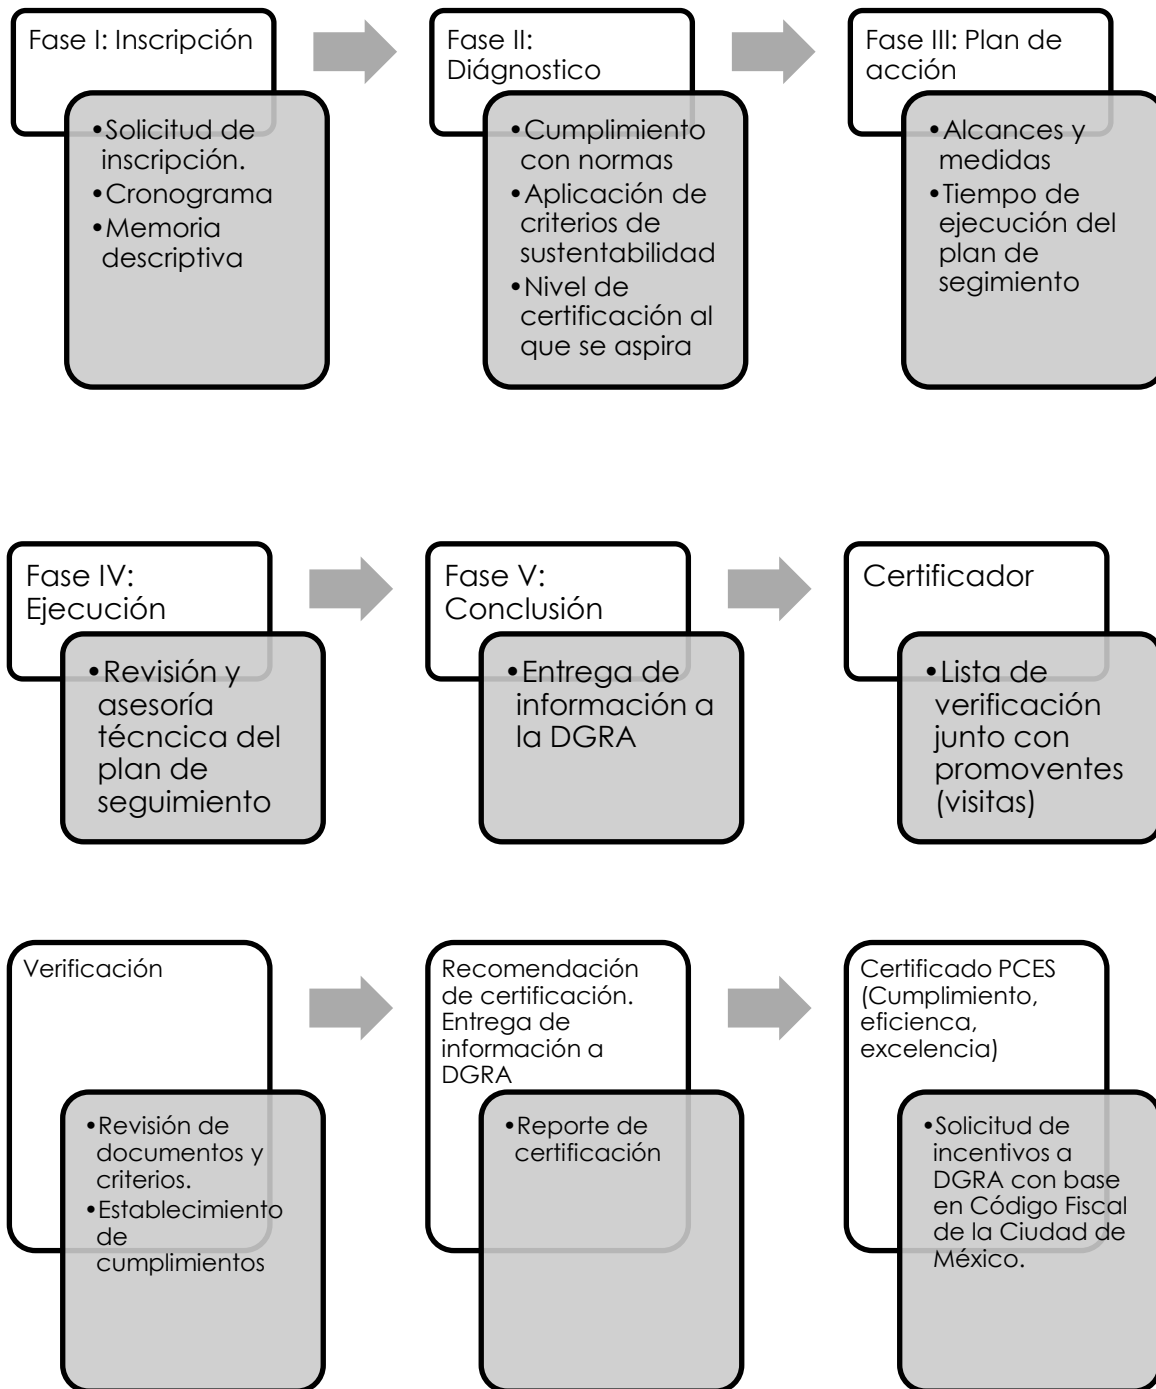 Fase I: Inscripción
•Solicitud de
inscripción.
•Cronograma
•Memoria
descriptiva
Fase II:
Diágnostico
•Cumplimiento
con normas
•Aplicación de
criterios de
sustentabilidad
•Nivel de
certificación al
que se aspira
Fase III: Plan de
acción
•Alcances y
medidas
•Tiempo de
ejecución del
plan de
segimiento
Fase IV:
Ejecución
•Revisión y
asesoría
técncica del
plan de
seguimiento
Fase V:
Conclusión
•Entrega de
información a
la DGRA
Certificador
•Lista de
verificación
junto con
promoventes
(visitas)
Verificación
•Revisión de
documentos y
criterios.
•Establecimiento
de
cumplimientos
Recomendación
de certificación.
Entrega de
información a
DGRA
•Reporte de
certificación
Certificado PCES
(Cumplimiento,
eficienca,
excelencia)
•Solicitud de
incentivos a
DGRA con base
en Código Fiscal
de la Ciudad de
México.